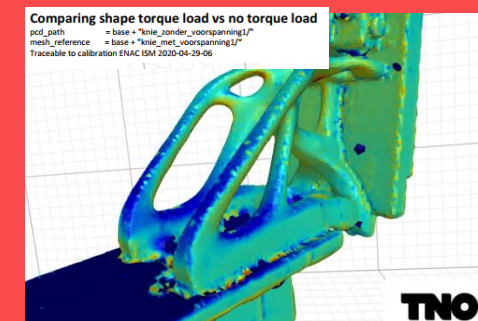 Comparing shape torque load vs no torque load
pcd_path = base + "knie_zonder_voorspanning1/"
mesh_reference = base + "knie_met_voorspanning1/"
Traceable to calibration ENAC ISM 2020-04-29-06
TNO